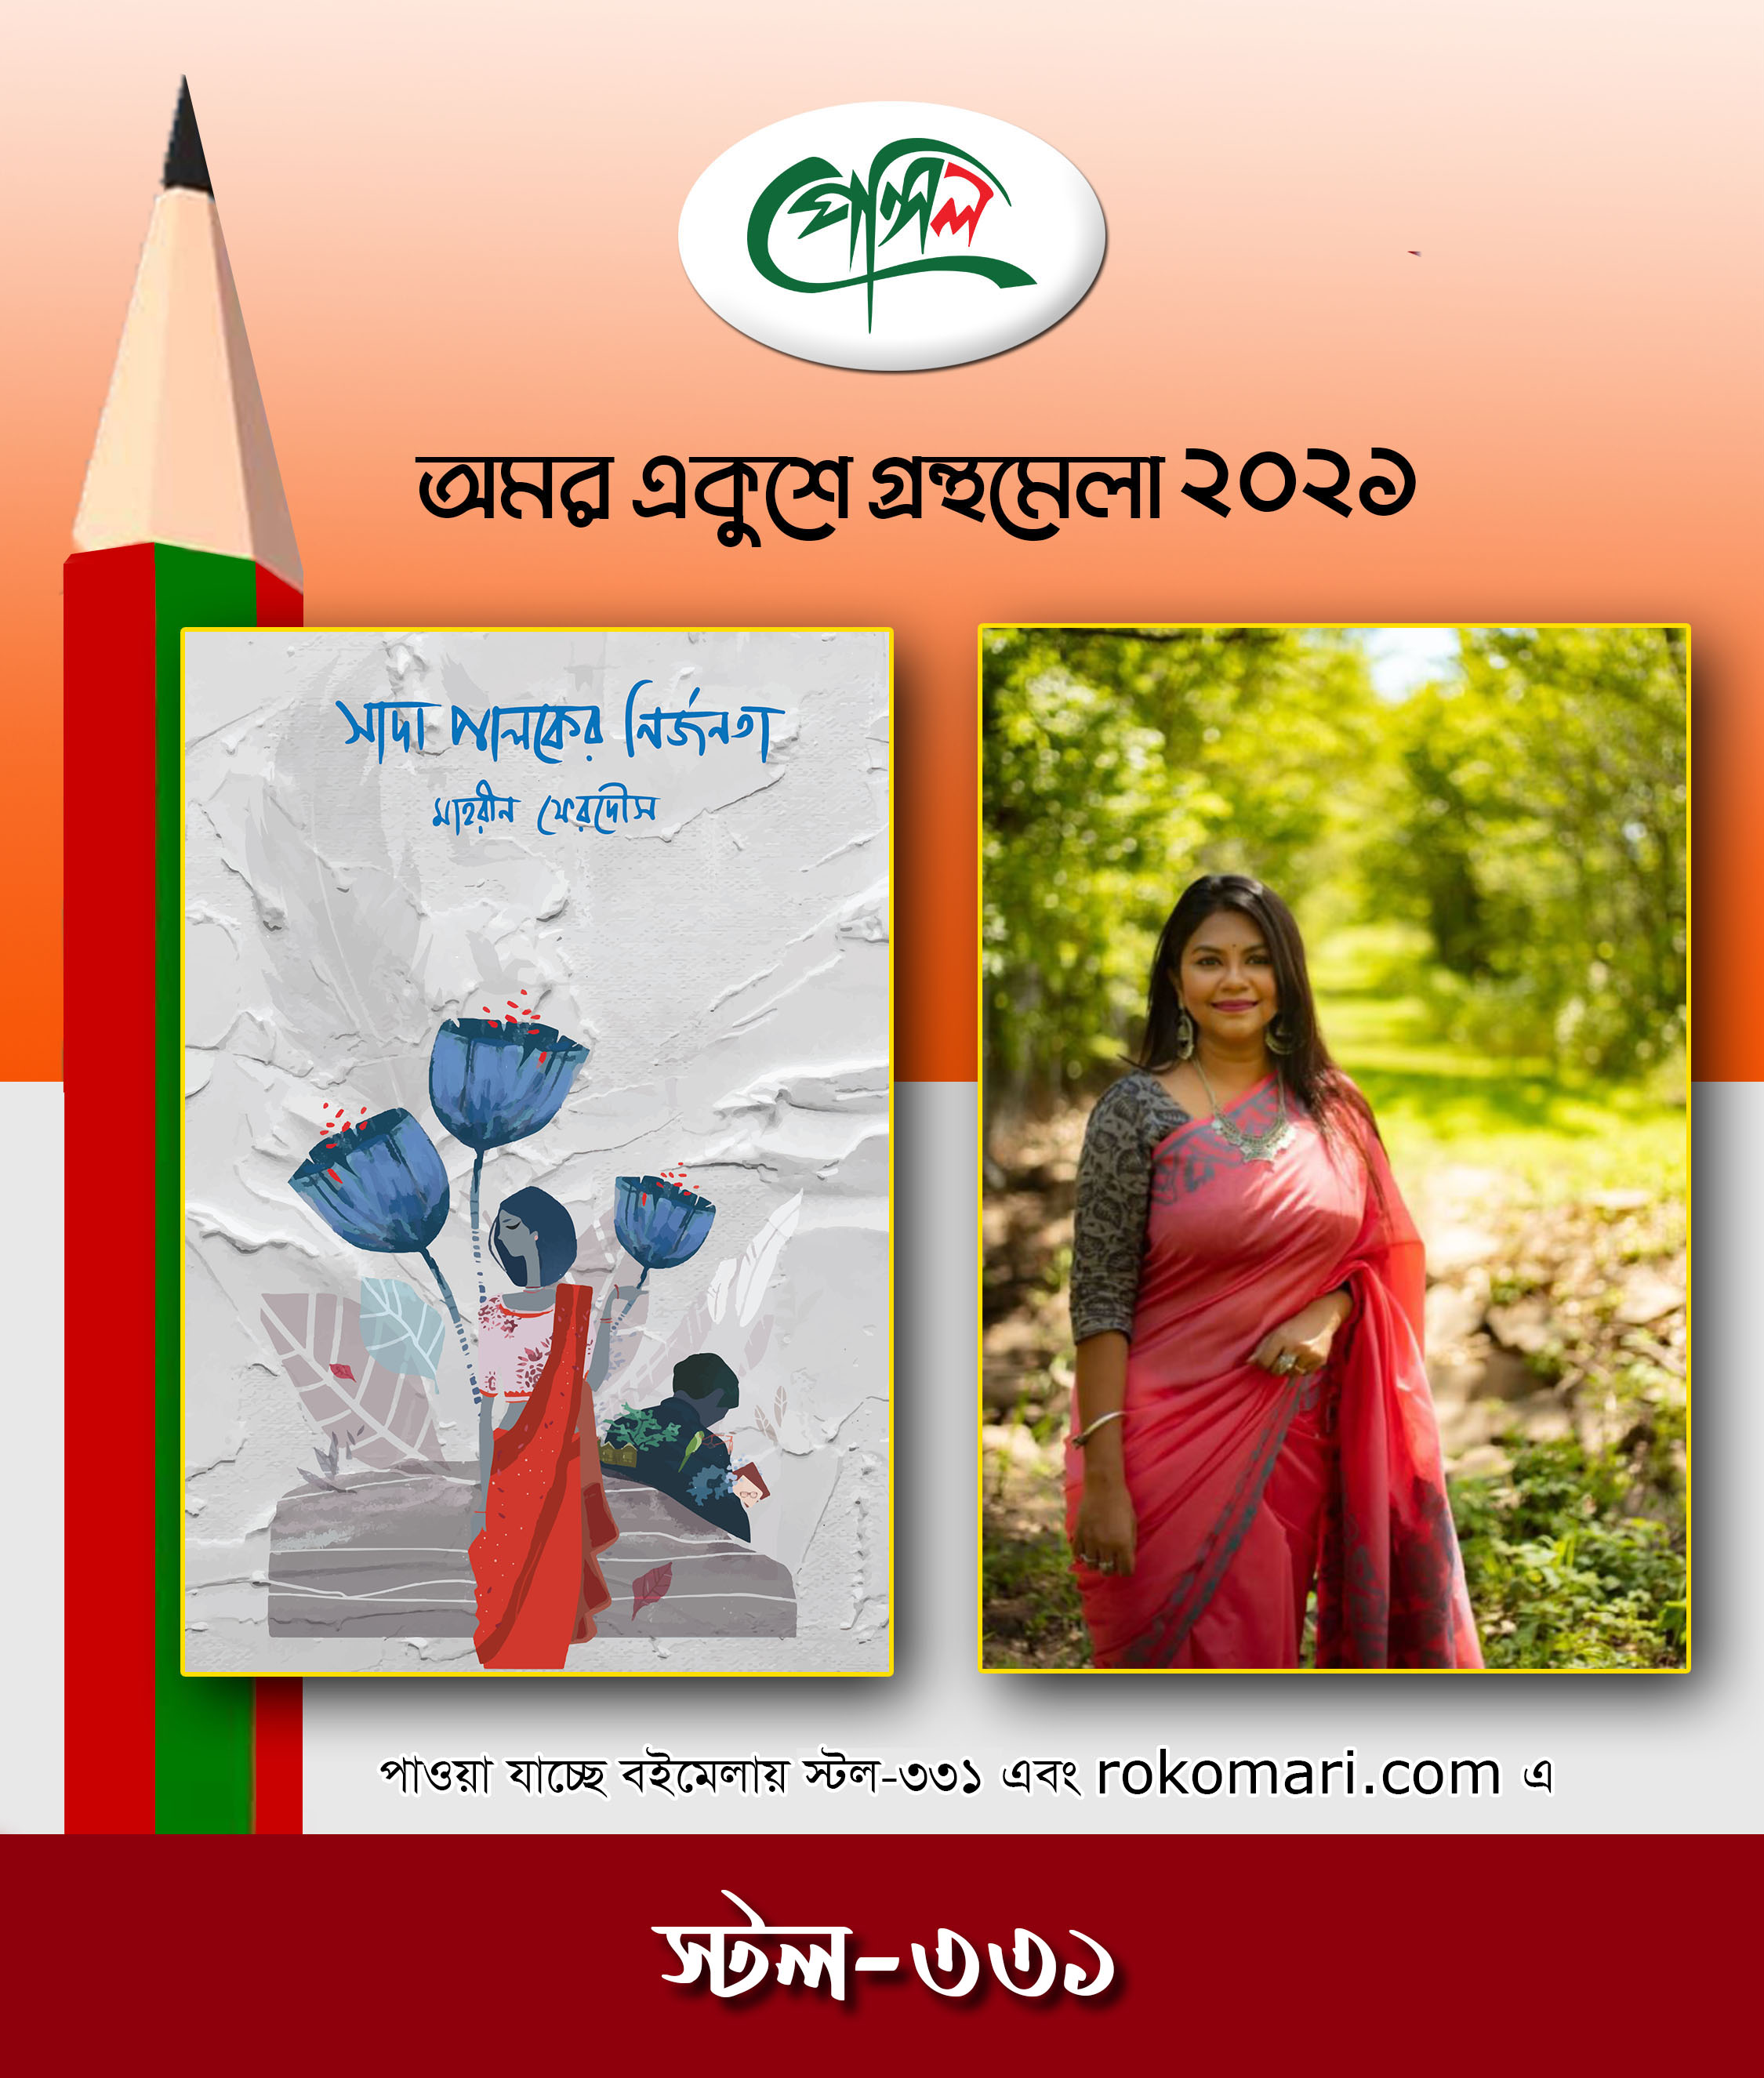 পেন্সিল
অমর একুশে গ্রন্থমেলা ২০২১
সাদা পালকের নির্জনতা
মাহরীন ফেরদৌস
পাওয়া যাচ্ছে বইমেলায় স্টল-৩৩১ এবং rokomari.com এ
স্টল-৩৩১